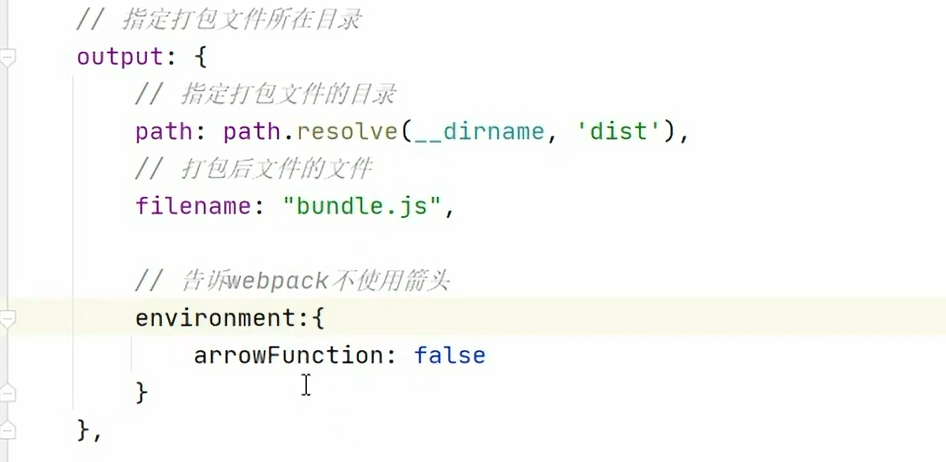 // 指定打包文件所在目录
output: {
// 指定打包文件的目录
path: path.resolve(__dirname, 'dist'),
// 打包后文件的文件
filename: "bundle.js",
// 告诉webpack不使用箭头
environment:{
arrowFunction: false
}
},